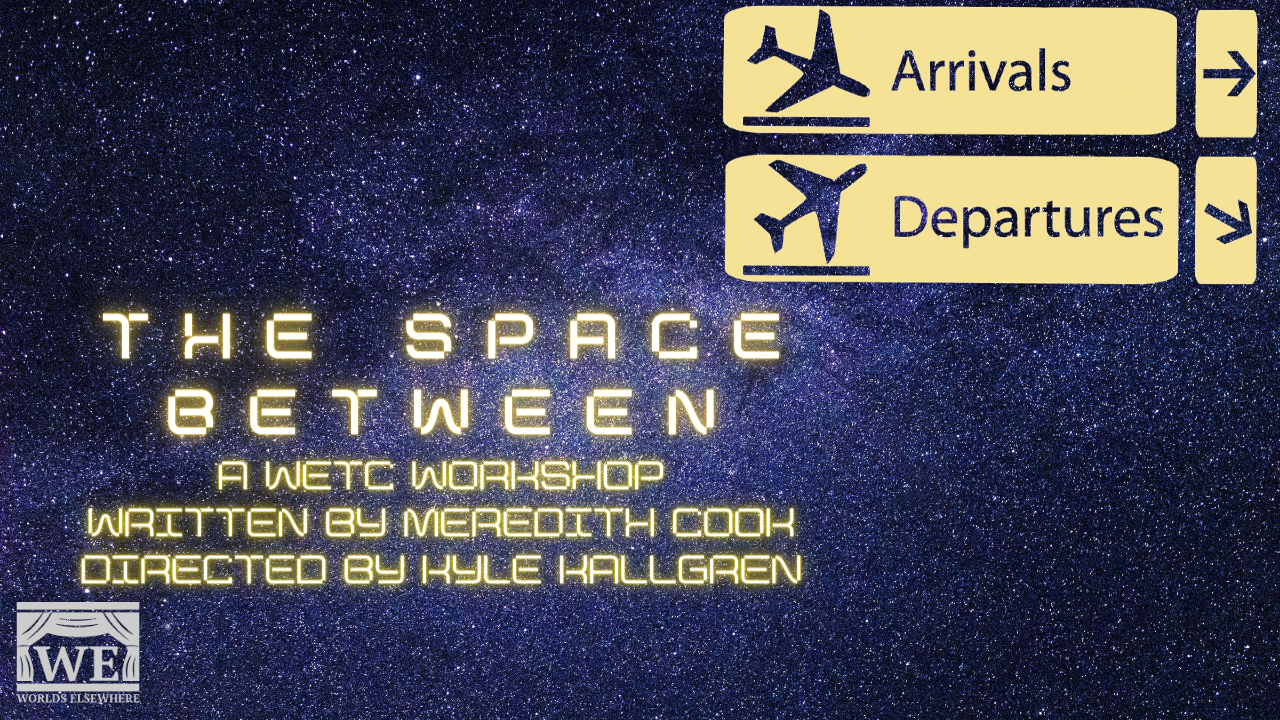 Arrivals →
Departures ↘
THE SPACE
BETWEEN
A WETC WORKSHOP
WRITTEN BY MEREDITH COOK
DIRECTED BY KYLE KALLGREN
WE
WORLDS ELSEWHERE